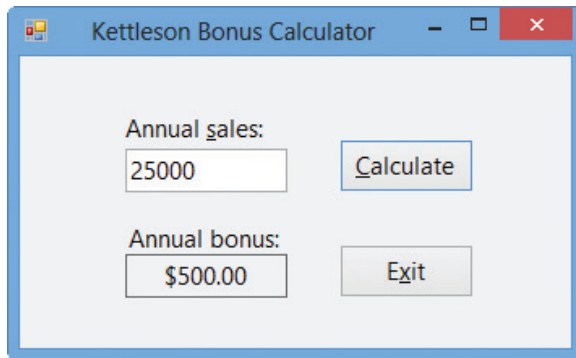 Kettleson Bonus Calculator
Annual sales:
25000
Calculate
Annual bonus:
$500.00
Exit